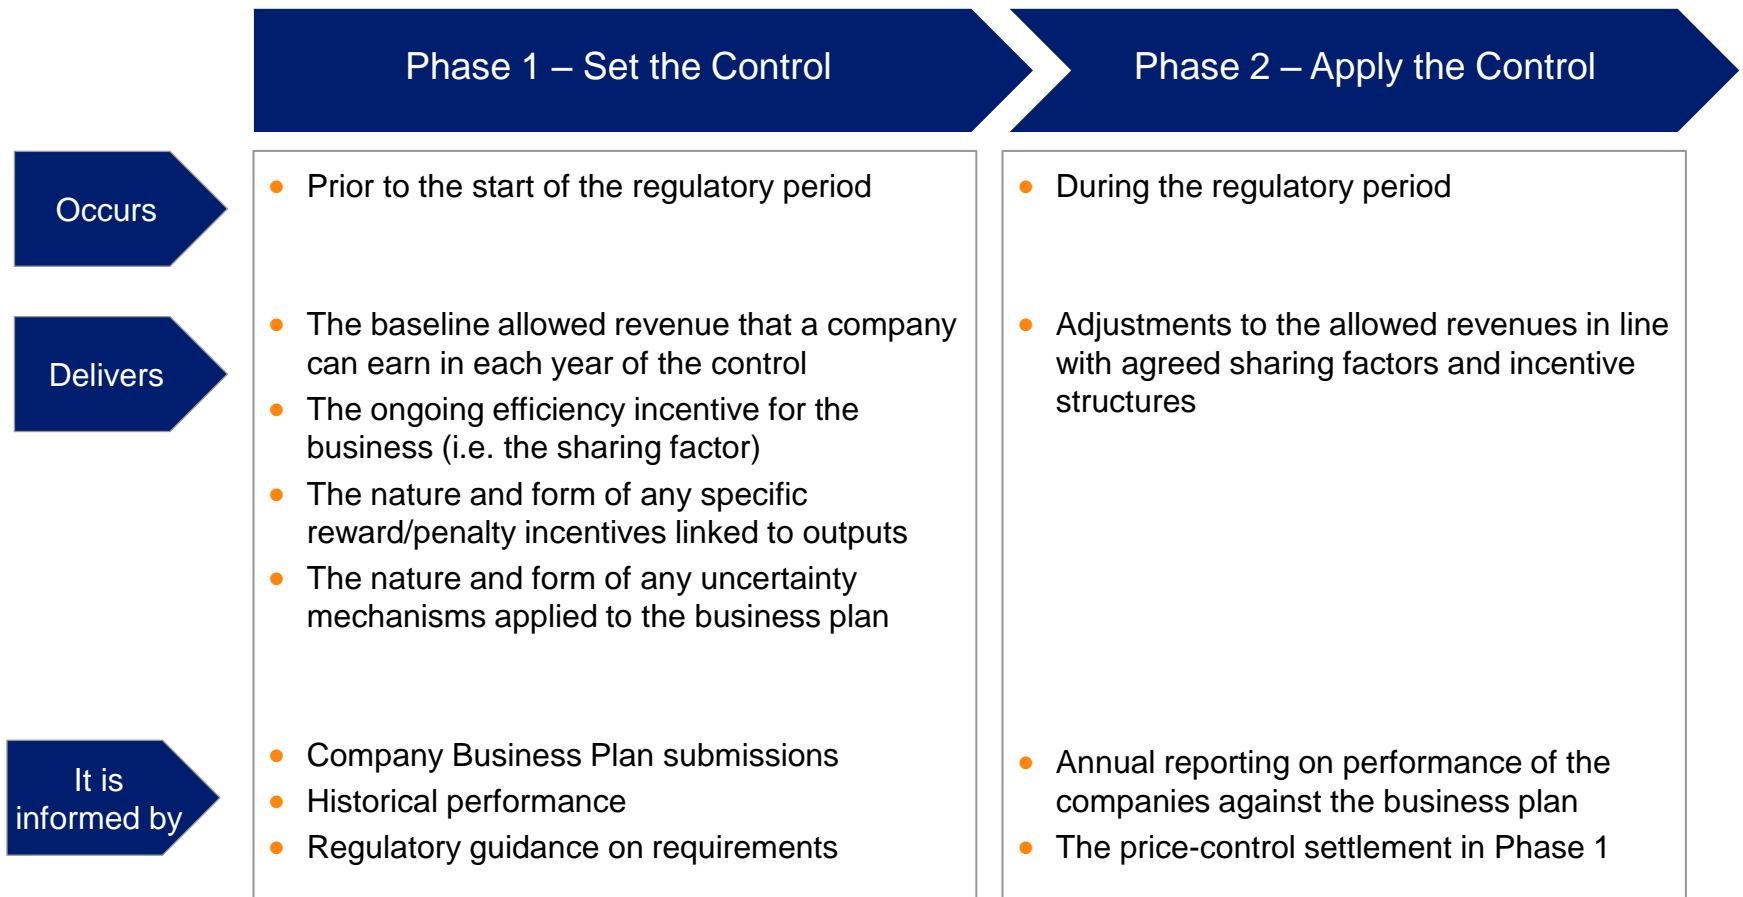 Phase 1 – Set the Control
Phase 2 – Apply the Control
Occurs
• Prior to the start of the regulatory period
• During the regulatory period
Delivers
• The baseline allowed revenue that a company
can earn in each year of the control
• The ongoing efficiency incentive for the
business (i.e. the sharing factor)
• The nature and form of any specific
reward/penalty incentives linked to outputs
• The nature and form of any uncertainty
mechanisms applied to the business plan
• Adjustments to the allowed revenues in line
with agreed sharing factors and incentive
structures
It is
informed by
• Company Business Plan submissions
• Historical performance
• Regulatory guidance on requirements
• Annual reporting on performance of the
companies against the business plan
• The price-control settlement in Phase 1